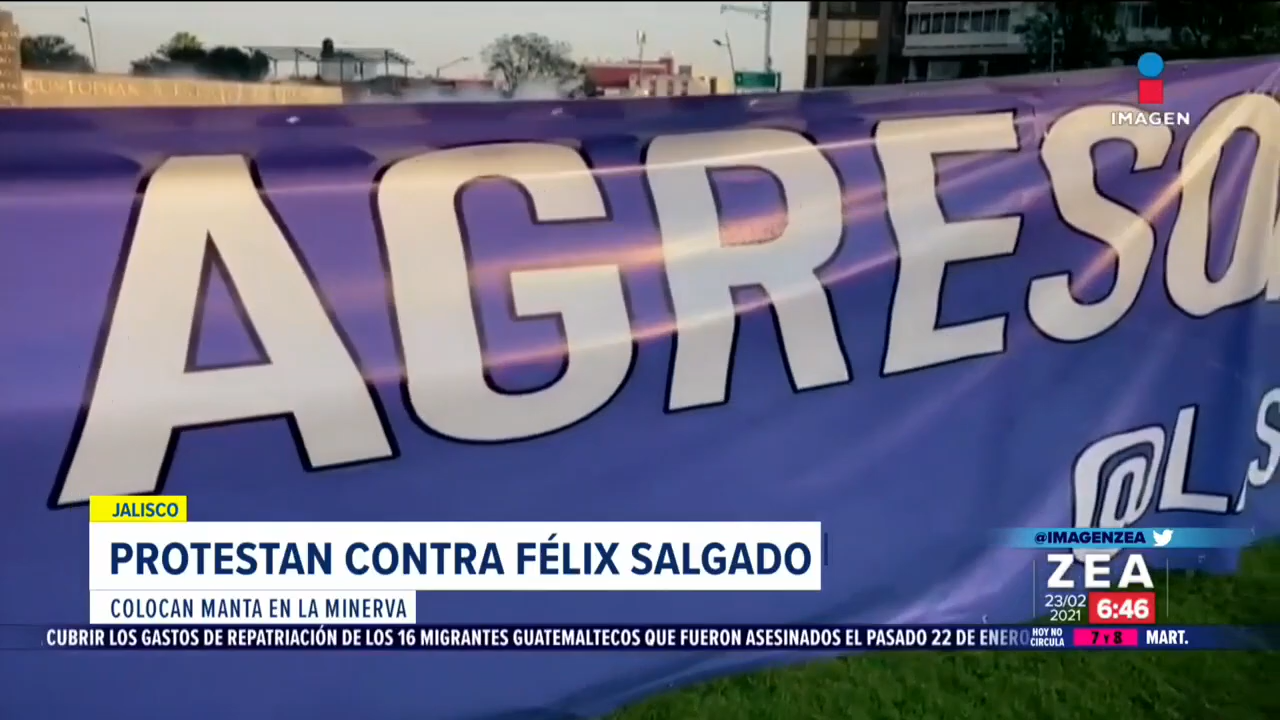 CUSTODIAN A
IMAGEN
AGRESO
@LAS
JALISCO
PROTESTAN CONTRA FÉLIX SALGADO
COLOCAN MANTA EN LA MINERVA
@IMAGENZEA
ZEA
23/02
2021
6:46
CUBRIR LOS GASTOS DE REPATRIACIÓN DE LOS 16 MIGRANTES GUATEMALTECOS QUE FUERON ASESINADOS EL PASADO 22 DE ENERO
HOY NO
CIRCULA
7 Y 8
MART.